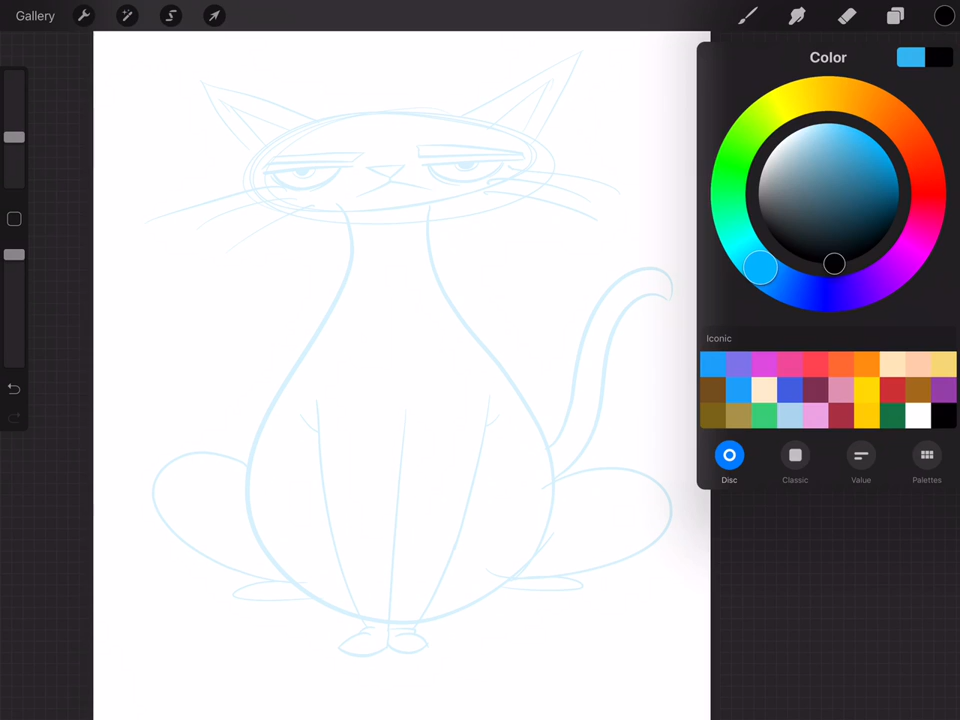 Gallery
Color
Iconic
Disc
Classic
Value
Palettes